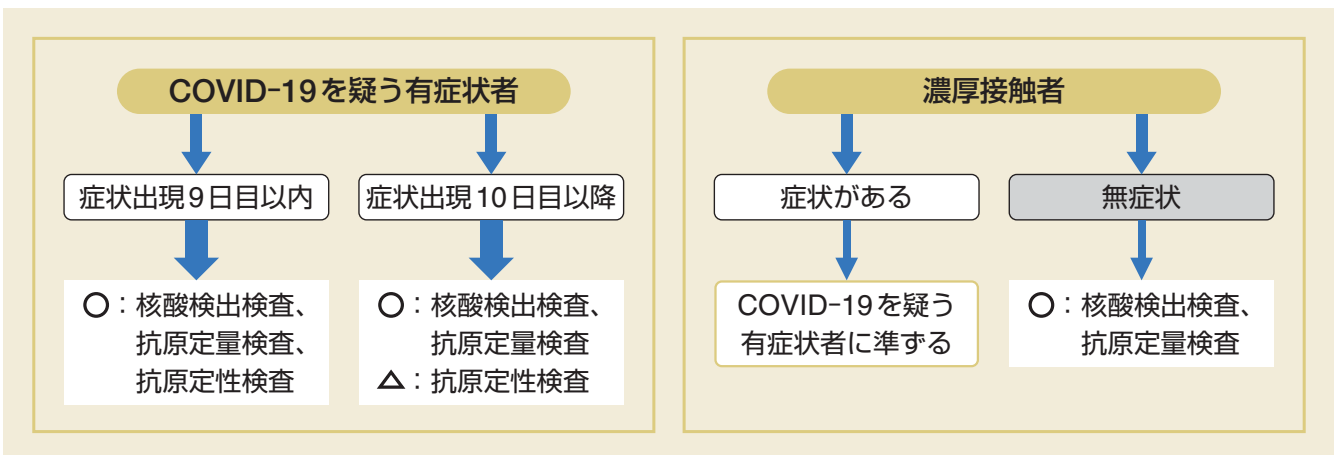 COVID-19を疑う有症状者
症状出現9日目以内
〇：核酸検出検査、
抗原定量検査、
抗原定性検査
症状出現10日目以降
〇：核酸検出検査、
抗原定量検査
△：抗原定性検査
濃厚接触者
症状がある
COVID-19を疑う
有症状者に準ずる
無症状
〇：核酸検出検査、
抗原定量検査